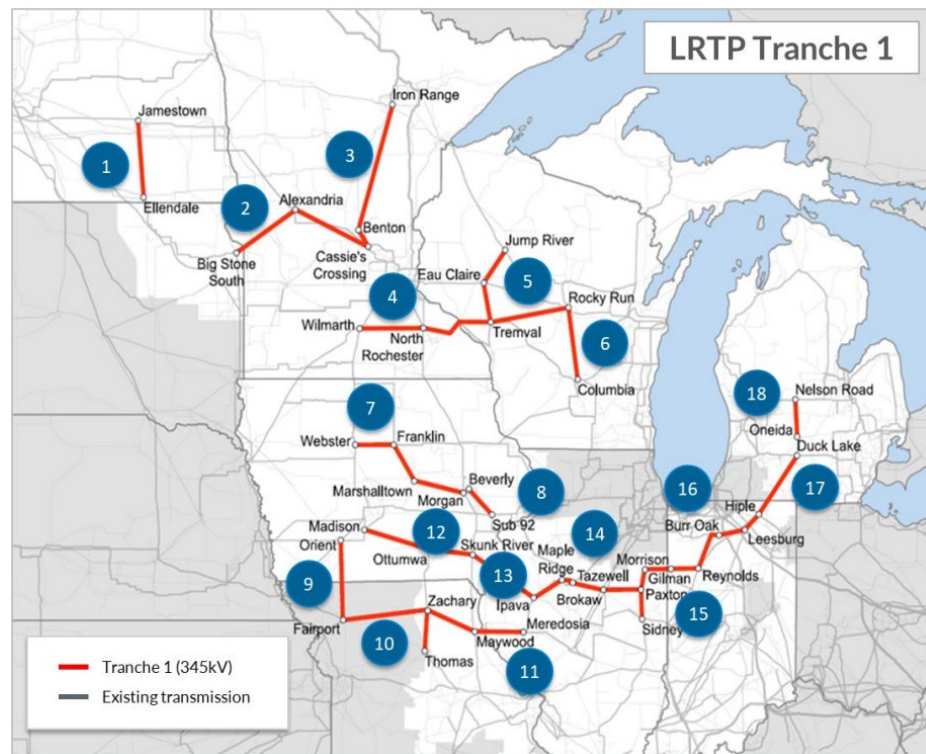 LRTP Tranche 1
Iron Range
Jamestown
3
1
Ellendale
2
Alexandria
Benton
Jump River
Big Stone
South
Cassie's
Crossing
Eau Claire
5
4
Rocky Run
Wilmarth
North
Rochester
Tremval
6
Columbia
18
Nelson Road
7
Oneida
Webster
Franklin
Duck Lake
Beverly
8
16
17
Marshalltown
Morgan
Sub 92
Hiple
Madison
12
14
Burr Oak
Orient
Ottumwa
Skunk River
Maple
Ridge
Morrison
Leesburg
13
Tazewell
Gilman
Reynolds
9
Ipava
Brokaw
Paxton
Zachary
15
Fairport
Meredosia
Sidney
10
Maywood
Thomas
11
Tranche 1 (345kV)
Existing transmission